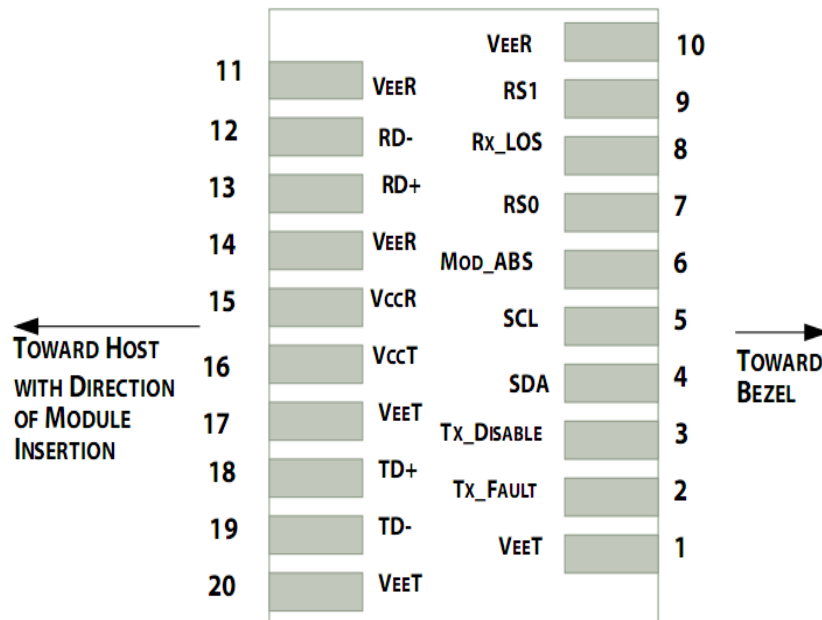 VEER 10
11 VEER
RS1 9
12 RD-
RX_LOS 8
13 RD+
RS0 7
14 VEER
MOD_ABS 6
15 VCCR
SCL 5
TOWARD HOST
WITH DIRECTION
OF MODULE
INSERTION
TOWARD
BEZEL
16 VCCT
SDA 4
17 VEET
TX_DISABLE 3
18 TD+
TX_FAULT 2
19 TD-
VEET 1
20 VEET